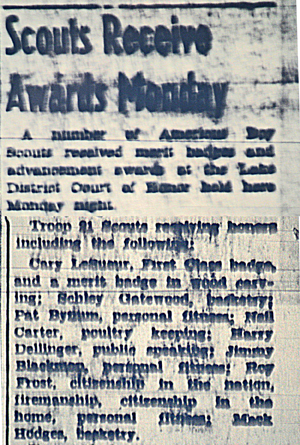 Scouts Receive
Awards Monday
A number of American Boy
Scouts received merit badges and
advancement awards at the Lake
District Court of Honor held here
Monday night.
Troop 21 Scouts receiving honors
including the following:
Cary LeSueur, First Class badge,
and a merit badge in wood carv-
ing; Schley Gatewood, basketry;
Pat Bynum, personal fitness; Neil
Carter, poultry keeping; Harry
Dellinger, public speaking; Jimmy
Blackmon, personal fitness; Roy
Frost, citizenship in the nation,
firemanship, citizenship in the
home, personal fitness; Mack
Hodges, basketry.